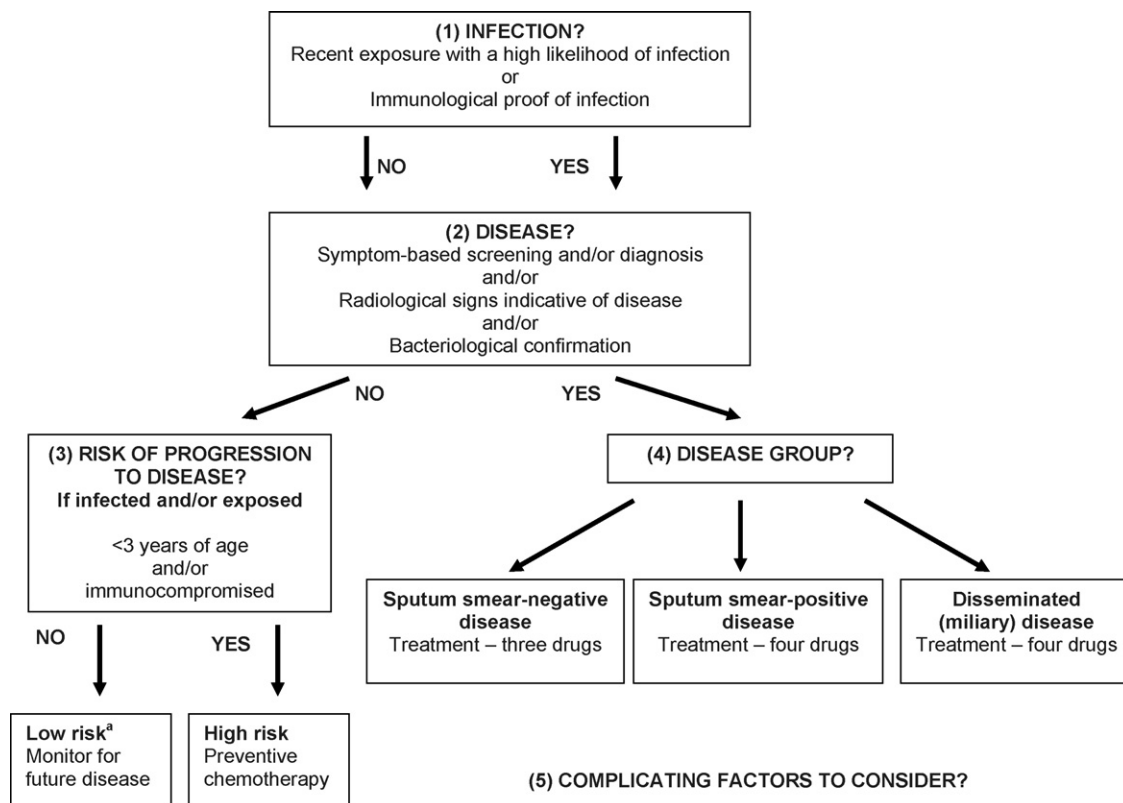 (1) INFECTION?
Recent exposure with a high likelihood of infection
or
Immunological proof of infection
NO
YES
(2) DISEASE?
Symptom-based screening and/or diagnosis
and/or
Radiological signs indicative of disease
and/or
Bacteriological confirmation
NO
YES
(3) RISK OF PROGRESSION
TO DISEASE?
If infected and/or exposed
<3 years of age
and/or
immunocompromised
(4) DISEASE GROUP?
NO
YES
Sputum smear-negative
disease
Treatment – three drugs
Sputum smear-positive
disease
Treatment – four drugs
Disseminated
(miliary) disease
Treatment – four drugs
Low riskᵃ
Monitor for
future disease
High risk
Preventive
chemotherapy
(5) COMPLICATING FACTORS TO CONSIDER?